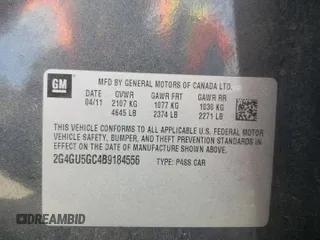 GM
MFD BY GENERAL MOTORS OF CANADA LTD.
DATE GVWR GAWR FRT GAWR RR
04/11 2107 KG 1077 KG 1030 KG
4645 LB 2374 LB 2271 LB
THIS VEHICLE CONFORMS TO ALL APPLICABLE U.S. FEDERAL MOTOR
VEHICLE SAFETY, BUMPER, AND THEFT PREVENTION STANDARDS
IN EFFECT ON THE DATE OF MANUFACTURE SHOWN ABOVE.
2G4GU5GC4B9184556 TYPE: PASS CAR
© DREAMBID